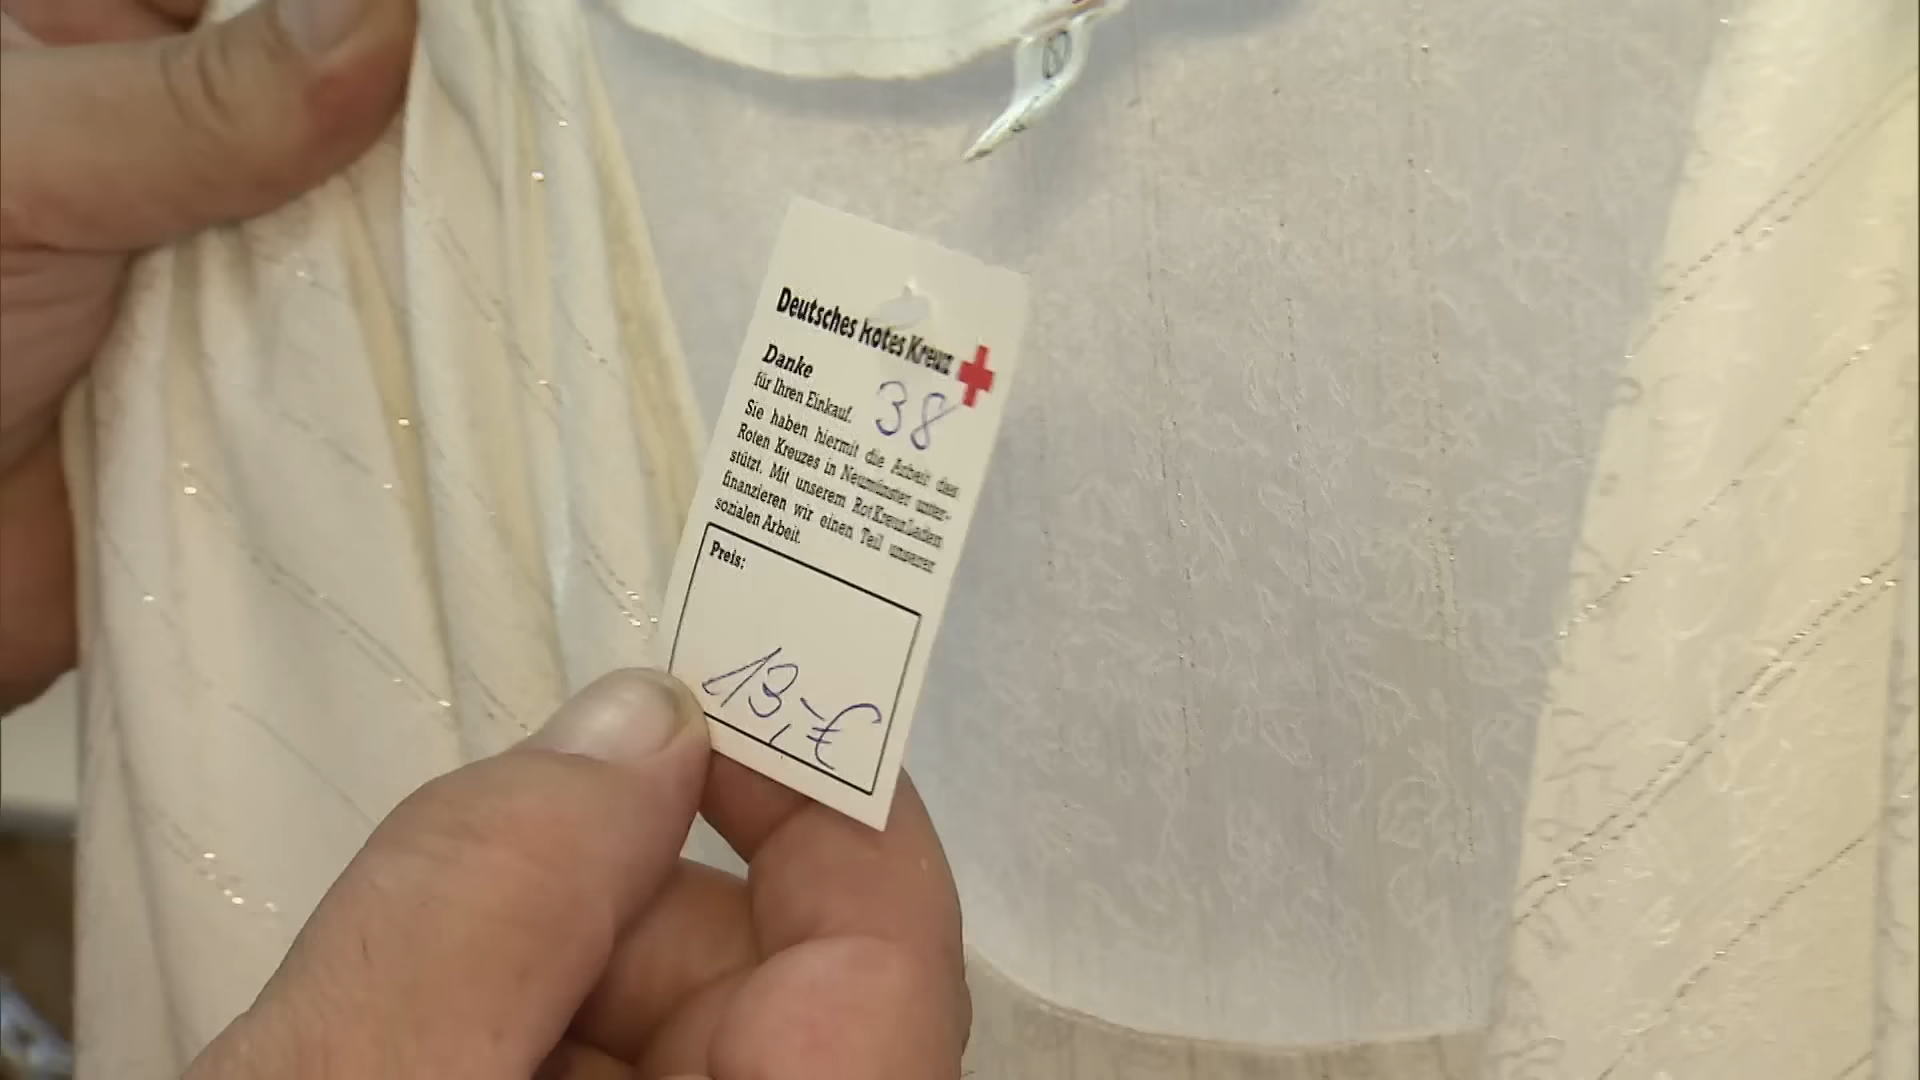 Deutsches Rotes Kreuz
Danke
für Ihren Einkauf.
38
Sie haben hiermit die Arbeit des
Roten Kreuzes in Neumünster unter-
stützt. Mit unserem RotKreuzLaden
finanzieren wir einen Teil unserer
sozialen Arbeit.
Preis:
13,-€